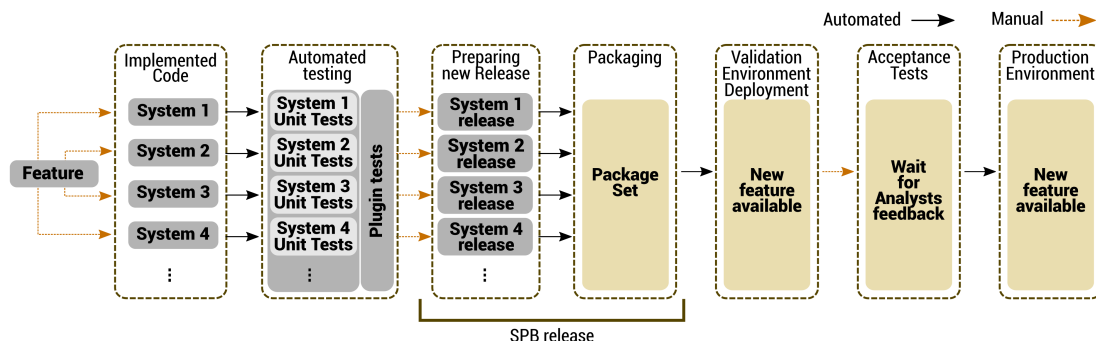 Automated
Manual
Implemented
Code
Automated
testing
Preparing
new Release
Packaging
Validation
Environment
Deployment
Acceptance
Tests
Production
Environment
Feature
System 1
System 2
System 3
System 4
⋮
System 1
Unit Tests
System 2
Unit Tests
System 3
Unit Tests
System 4
Unit Tests
⋮
Plugin tests
System 1
release
System 2
release
System 3
release
System 4
release
⋮
Package
Set
New
feature
available
Wait
for
Analysts
feedback
New
feature
available
SPB release